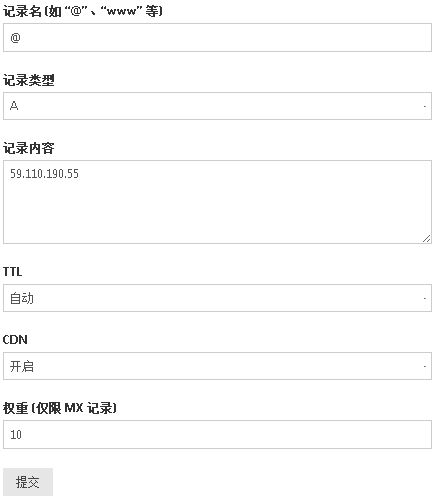 记录名 (如 “@”、“www” 等)
@
记录类型
A
记录内容
59.110.190.55
TTL
自动
CDN
开启
权重 (仅限 MX 记录)
10
提交